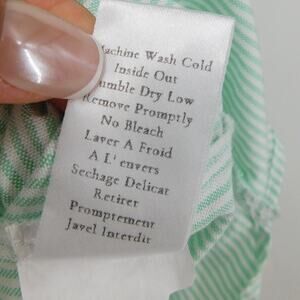 Machine Wash Cold
Inside Out
Tumble Dry Low
Remove Promptly
No Bleach
Laver A Froid
A L' envers
Sechage Delicat
Retirer
Promptement
Javel Interdit